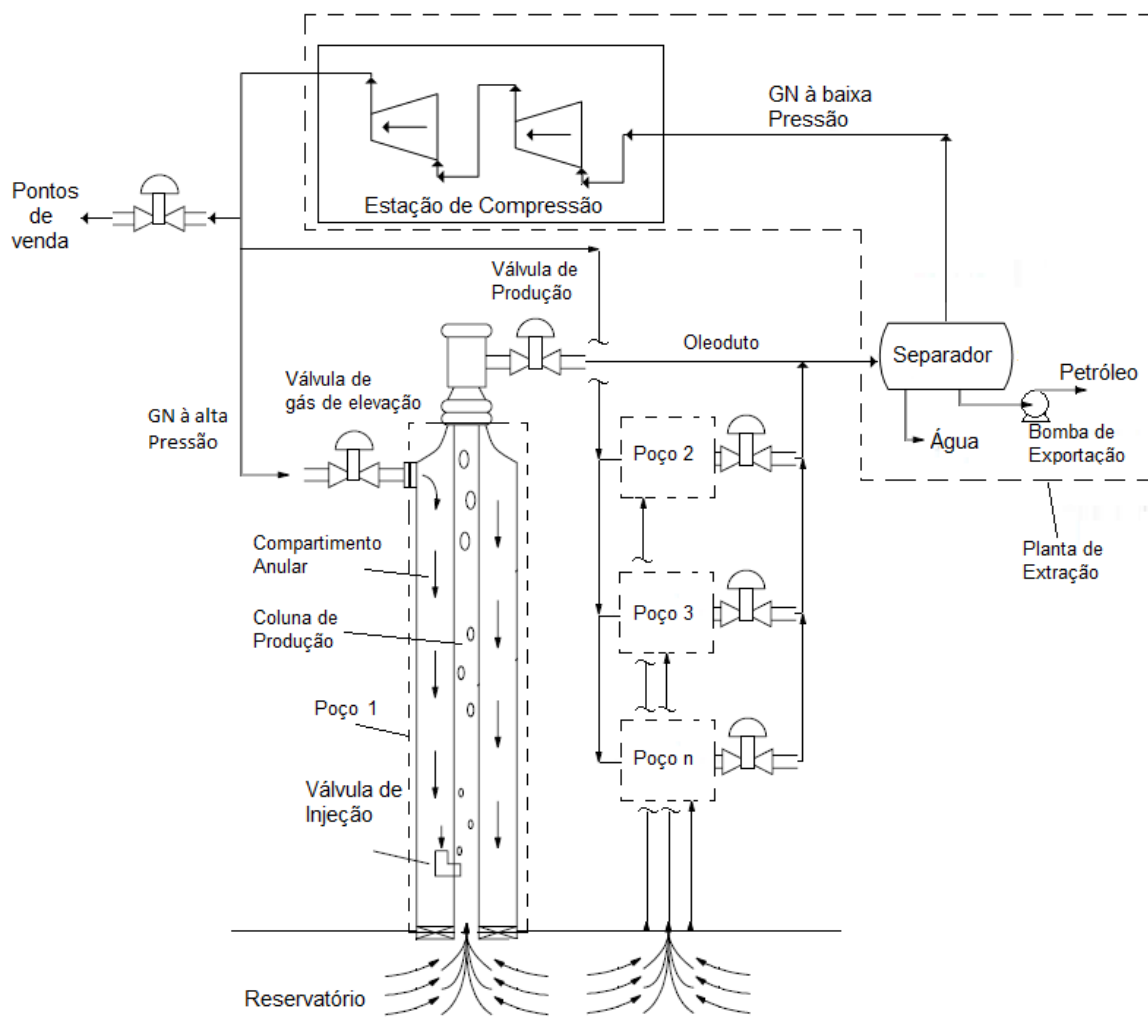 GN à baixa
Pressão
Estação de Compressão
Pontos
de
venda
Válvula de
Produção
Oleoduto
Separador
Petróleo
Água
Bomba de
Exportação
Válvula de
gás de elevação
GN à alta
Pressão
Poço 2
Compartimento
Anular
Planta de
Extração
Poço 3
Coluna de
Produção
Poço 1
Poço n
Válvula de
Injeção
Reservatório